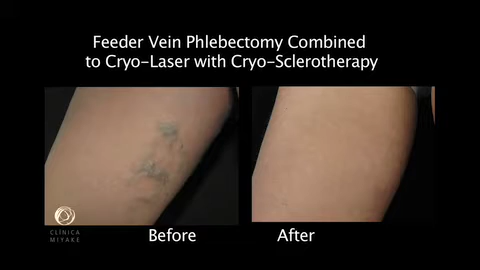 Feeder Vein Phlebectomy Combined
to Cryo-Laser with Cryo-Sclerotherapy
CLÍNICA
MIYAKE
Before
After